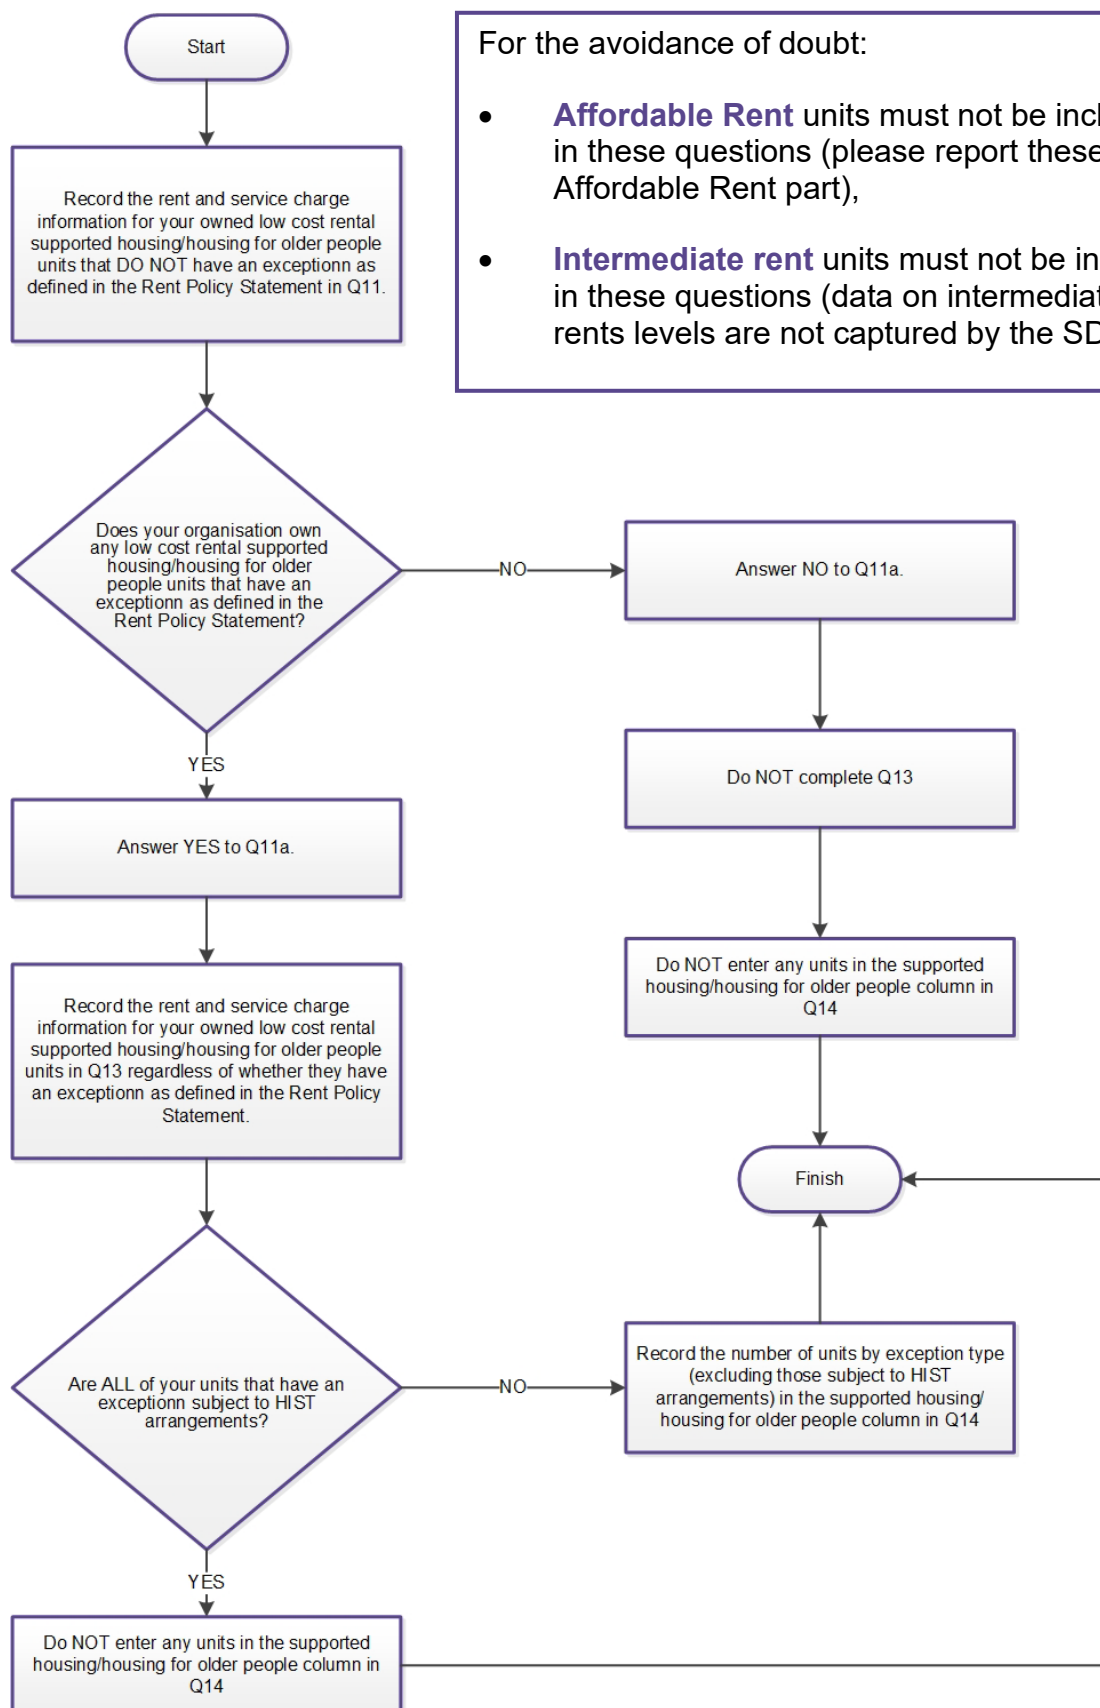 Start
For the avoidance of doubt:
• Affordable Rent units must not be incl
in these questions (please report these
Affordable Rent part),
• Intermediate rent units must not be in
in these questions (data on intermediat
rents levels are not captured by the SD
Record the rent and service charge
information for your owned low cost rental
supported housing/housing for older people
units that DO NOT have an exceptionn as
defined in the Rent Policy Statement in Q11.
Does your organisation own
any low cost rental supported
housing/housing for older
people units that have an
exceptionn as defined in the
Rent Policy Statement?
NO
Answer NO to Q11a.
YES
Do NOT complete Q13
Answer YES to Q11a.
Do NOT enter any units in the supported
housing/housing for older people column in
Q14
Record the rent and service charge
information for your owned low cost rental
supported housing/housing for older people
units in Q13 regardless of whether they have
an exceptionn as defined in the Rent Policy
Statement.
Finish
Are ALL of your units that have an
exceptionn subject to HIST
arrangements?
NO
Record the number of units by exception type
(excluding those subject to HIST
arrangements) in the supported housing/
housing for older people column in Q14
YES
Do NOT enter any units in the supported
housing/housing for older people column in
Q14